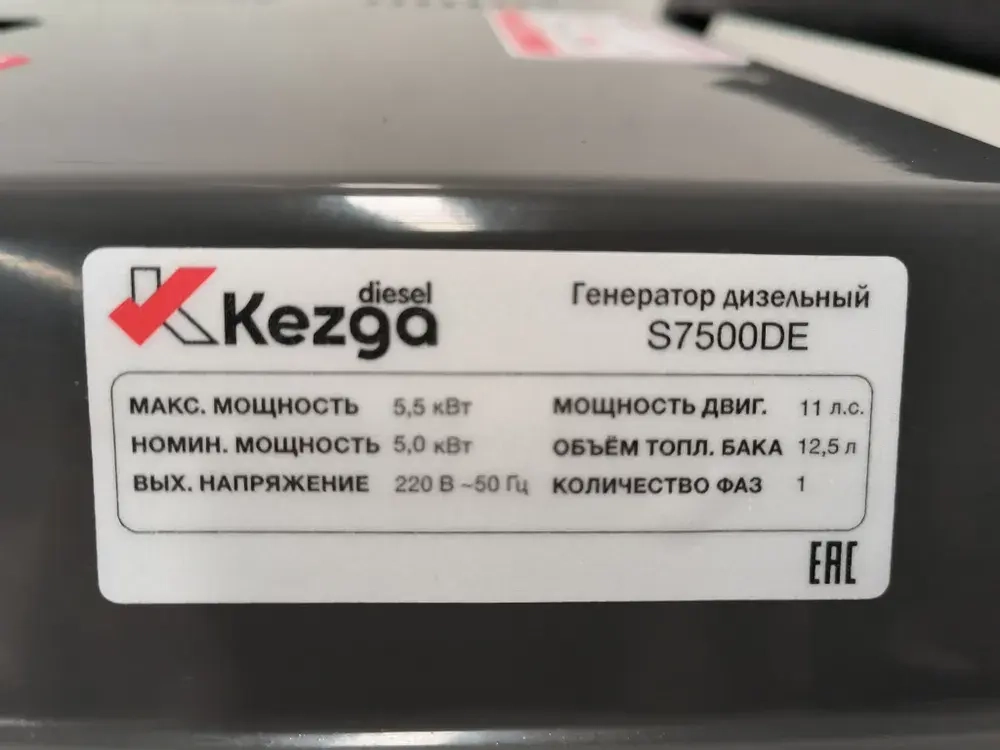 diesel
Kezga
Генератор дизельный
S7500DE
МАКС. МОЩНОСТЬ 5,5 кВт
НОМИН. МОЩНОСТЬ 5,0 кВт
ВЫХ. НАПРЯЖЕНИЕ 220 В ~50 Гц
МОЩНОСТЬ ДВИГ. 11 л.с.
ОБЪЁМ ТОПЛ. БАКА 12,5 л
КОЛИЧЕСТВО ФАЗ 1
EAC